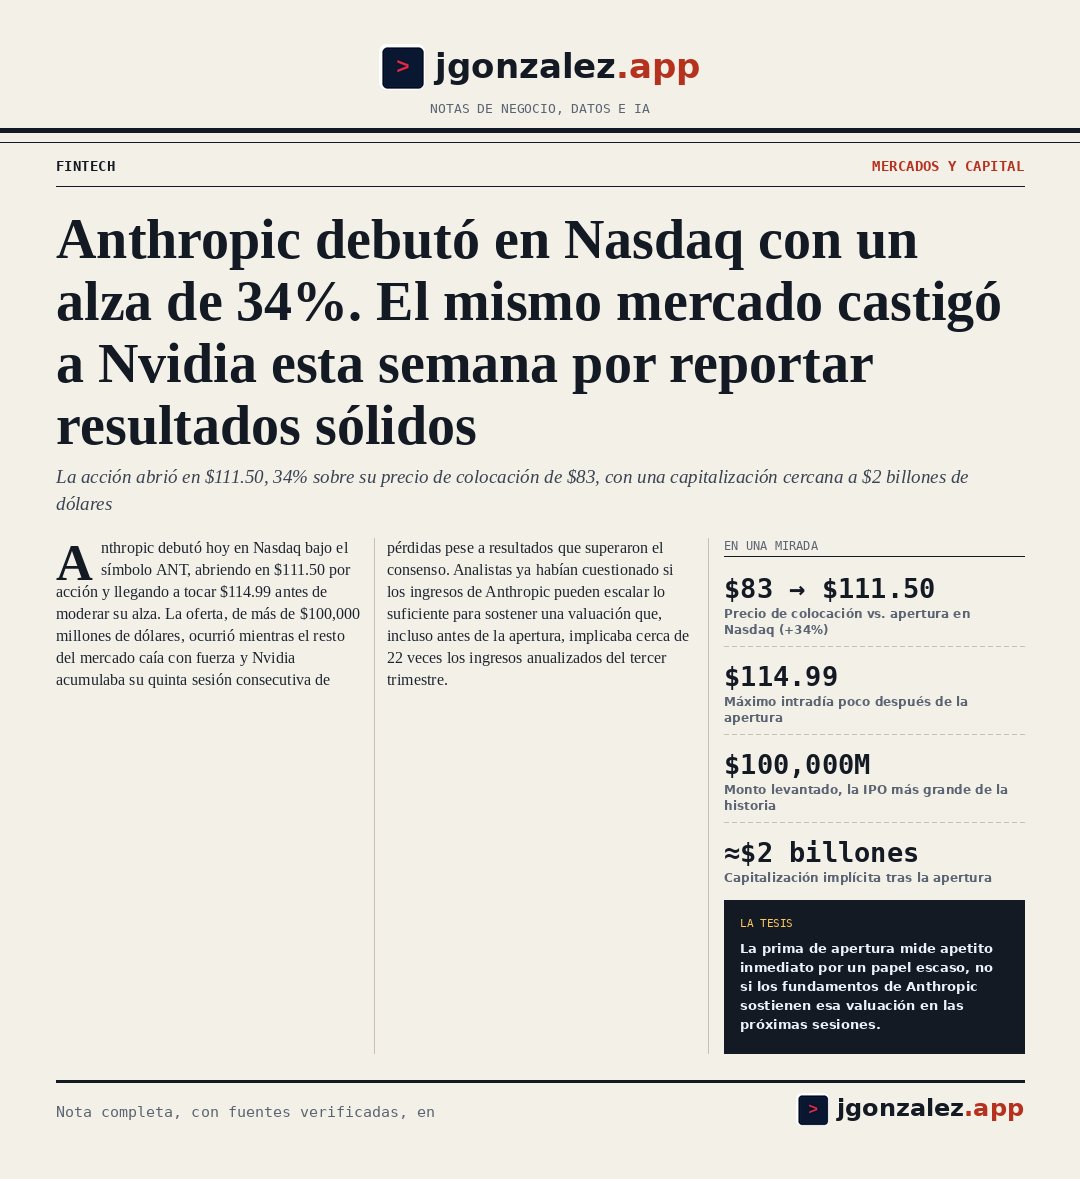 > jgonzalez.app
NOTAS DE NEGOCIO, DATOS E IA
FINTECH
MERCADOS Y CAPITAL
Anthropic debutó en Nasdaq con un
alza de 34%. El mismo mercado castigó
a Nvidia esta semana por reportar
resultados sólidos
La acción abrió en $111.50, 34% sobre su precio de colocación de $83, con una capitalización cercana a $2 billones de
dólares
Anthropic debutó hoy en Nasdaq bajo el
símbolo ANT, abriendo en $111.50 por
acción y llegando a tocar $114.99 antes de
moderar su alza. La oferta, de más de $100,000
millones de dólares, ocurrió mientras el resto
del mercado caía con fuerza y Nvidia
acumulaba su quinta sesión consecutiva de
pérdidas pese a resultados que superaron el
consenso. Analistas ya habían cuestionado si
los ingresos de Anthropic pueden escalar lo
suficiente para sostener una valuación que,
incluso antes de la apertura, implicaba cerca de
22 veces los ingresos anualizados del tercer
trimestre.
EN UNA MIRADA
$83 → $111.50
Precio de colocación vs. apertura en
Nasdaq (+34%)
$114.99
Máximo intradía poco después de la
apertura
$100,000M
Monto levantado, la IPO más grande de la
historia
≈$2 billones
Capitalización implícita tras la apertura
LA TESIS
La prima de apertura mide apetito
inmediato por un papel escaso, no
si los fundamentos de Anthropic
sostienen esa valuación en las
próximas sesiones.
Nota completa, con fuentes verificadas, en
> jgonzalez.app